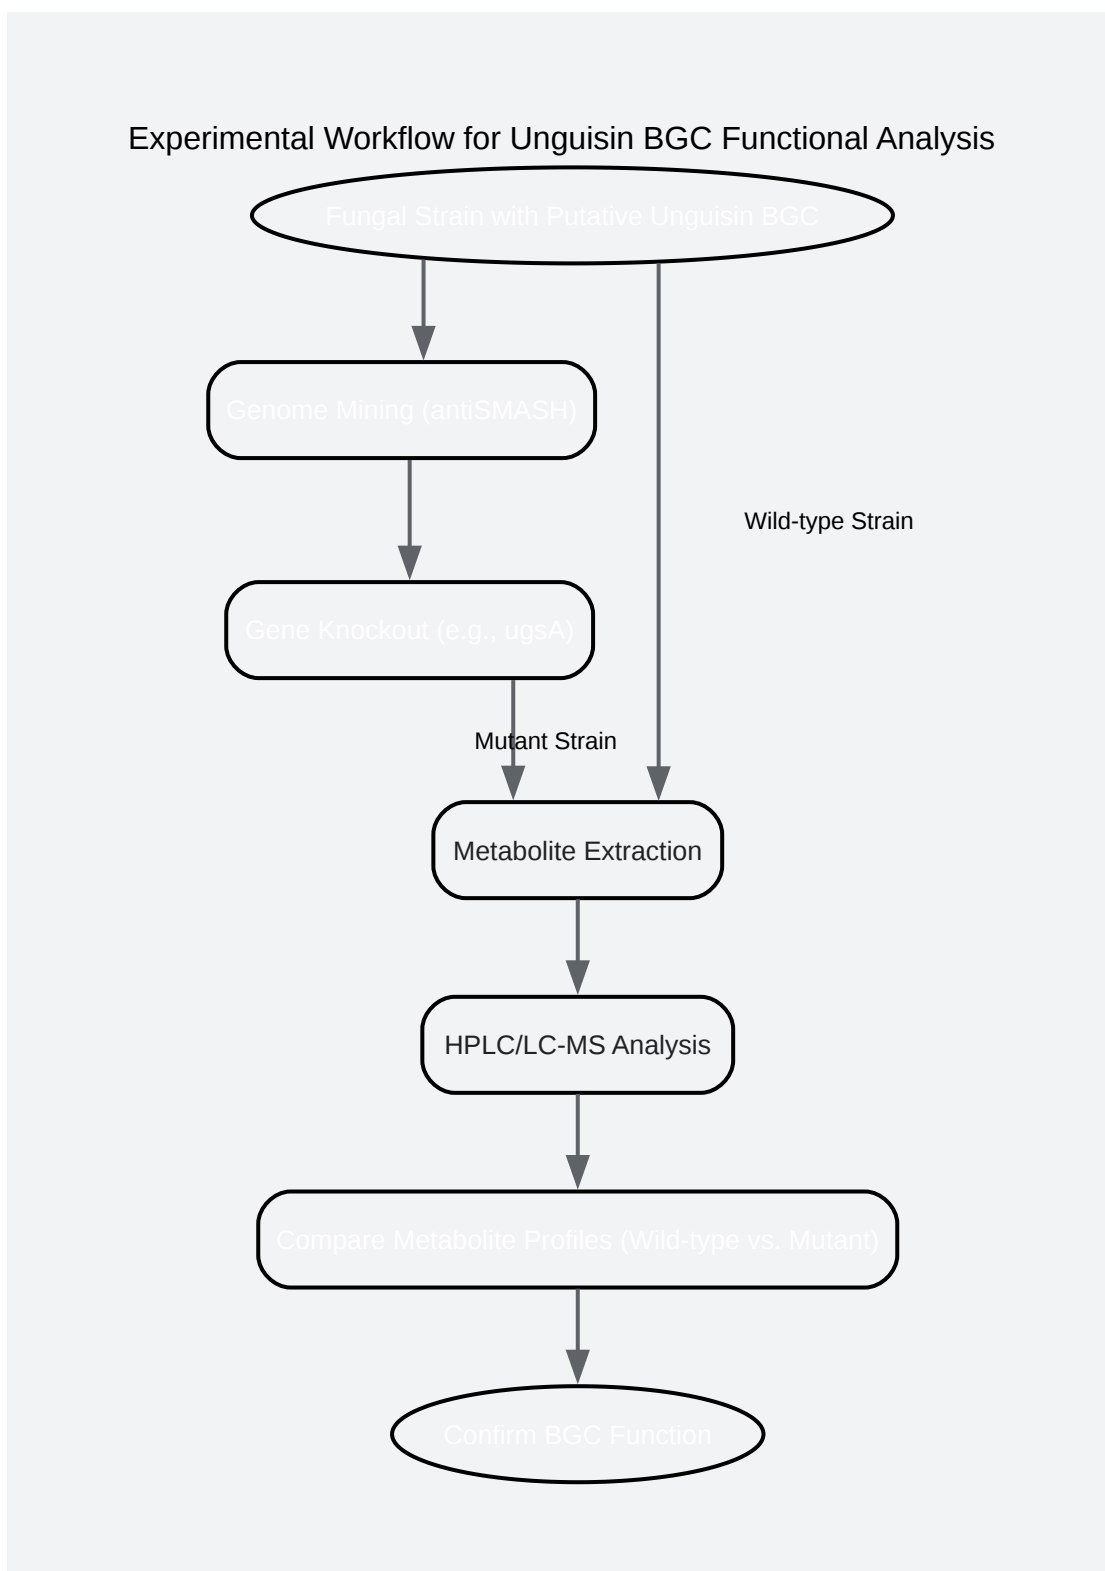 Experimental Workflow for Unguisin BGC Functional Analysis
Fungal Strain with Putative Unguisin BGC
Genome Mining (antiSMASH)
Wild-type Strain
Gene Knockout (e.g., ugsA)
Mutant Strain
Metabolite Extraction
HPLC/LC-MS Analysis
Compare Metabolite Profiles (Wild-type vs. Mutant)
Confirm BGC Function